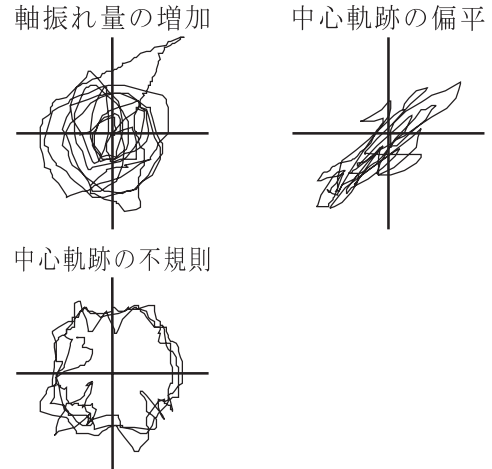 軸振れ量の増加
中心軌跡の偏平
中心軌跡の不規則